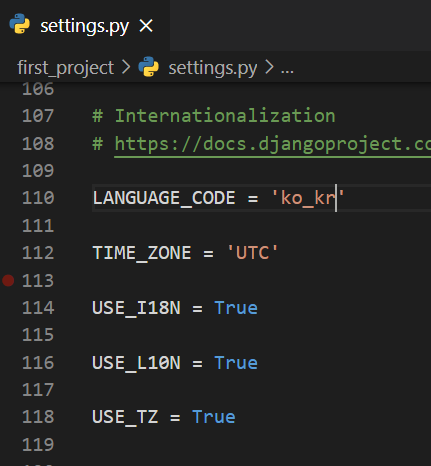 settings.py ×
first_project > settings.py > ...
106
107 # Internationalization
108 # https://docs.djangoproject.co
109
110 LANGUAGE_CODE = 'ko_kr'
111
112 TIME_ZONE = 'UTC'
113
114 USE_I18N = True
115
116 USE_L10N = True
117
118 USE_TZ = True
119